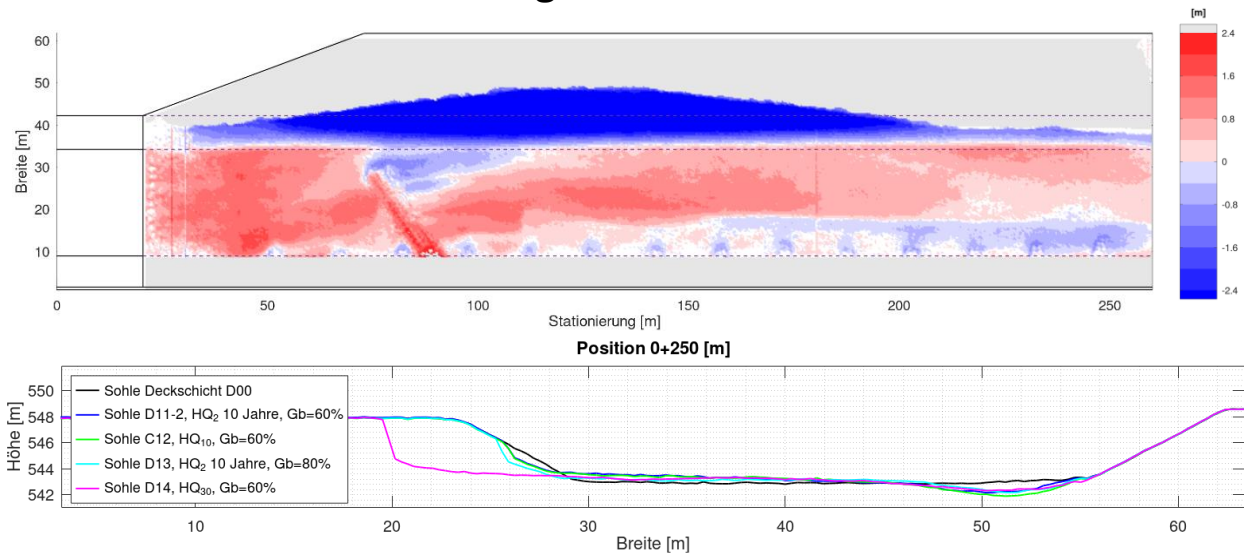 g
[m]
60
50
40
30
20
10
Breite [m]
2.4
1.6
0.8
0
-0.8
-1.6
-2.4
0
50
100
150
200
250
Stationierung [m]
Position 0+250 [m]
Sohle Deckschicht D00
Sohle D11-2, HQ₂ 10 Jahre, Gb=60%
Sohle C12, HQ₁₀, Gb=60%
Sohle D13, HQ₂ 10 Jahre, Gb=80%
Sohle D14, HQ₃₀, Gb=60%
550
548
546
544
542
Höhe [m]
10
20
30
40
50
60
Breite [m]